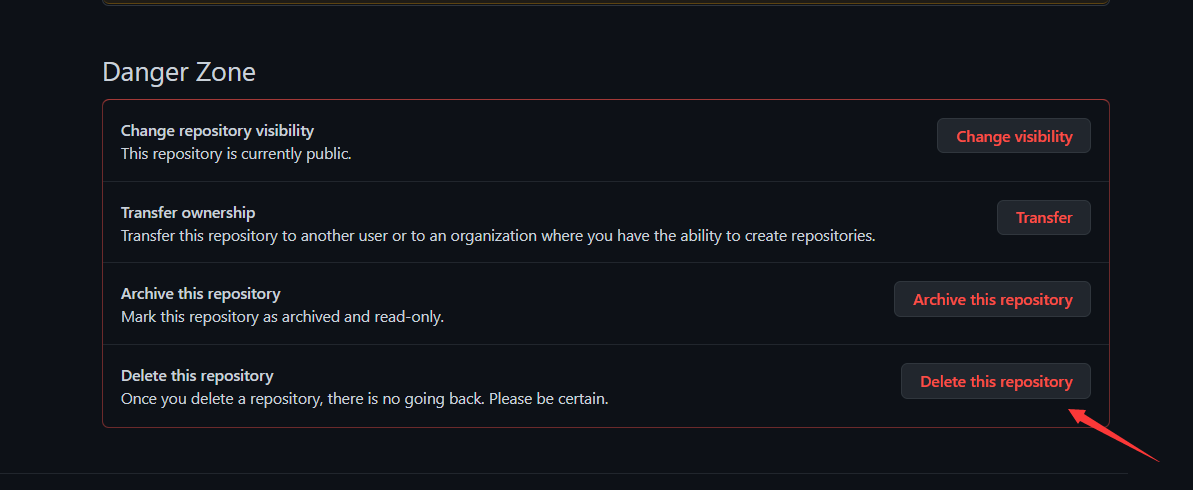 Danger Zone
Change repository visibility
This repository is currently public.
Change visibility
Transfer ownership
Transfer this repository to another user or to an organization where you have the ability to create repositories.
Transfer
Archive this repository
Mark this repository as archived and read-only.
Archive this repository
Delete this repository
Once you delete a repository, there is no going back. Please be certain.
Delete this repository